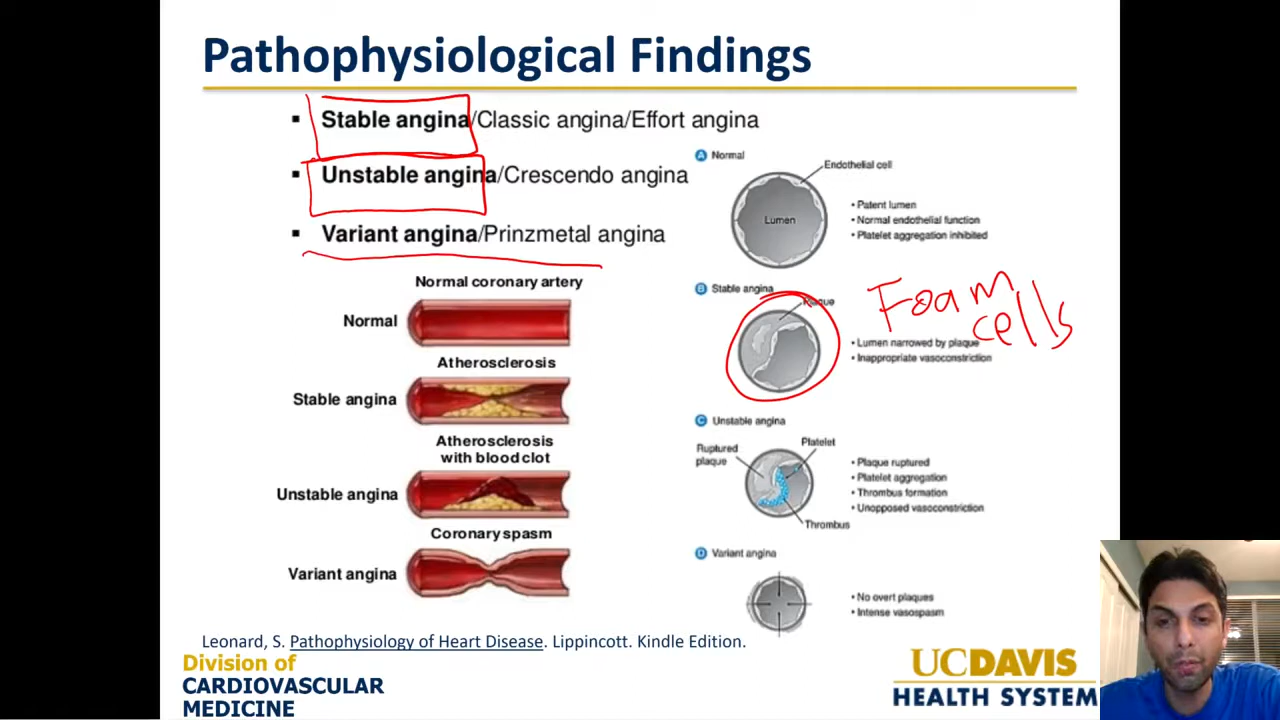 Pathophysiological Findings
▪ Stable angina/Classic angina/Effort angina
▪ Unstable angina/Crescendo angina
▪ Variant angina/Prinzmetal angina
Normal coronary artery
Normal
Atherosclerosis
Stable angina
Atherosclerosis
with blood clot
Unstable angina
Coronary spasm
Variant angina
A Normal
Endothelial cell
Lumen
• Patent lumen
• Normal endothelial function
• Platelet aggregation inhibited
B Stable angina
Plaque
Foam
cells
• Lumen narrowed by plaque
• Inappropriate vasoconstriction
C Unstable angina
Ruptured
plaque
Platelet
Thrombus
• Plaque ruptured
• Platelet aggregation
• Thrombus formation
• Unopposed vasoconstriction
D Variant angina
• No overt plaques
• Intense vasospasm
Leonard, S. Pathophysiology of Heart Disease. Lippincott. Kindle Edition.
Division of
CARDIOVASCULAR
MEDICINE
UCDAVIS
HEALTH SYSTEM